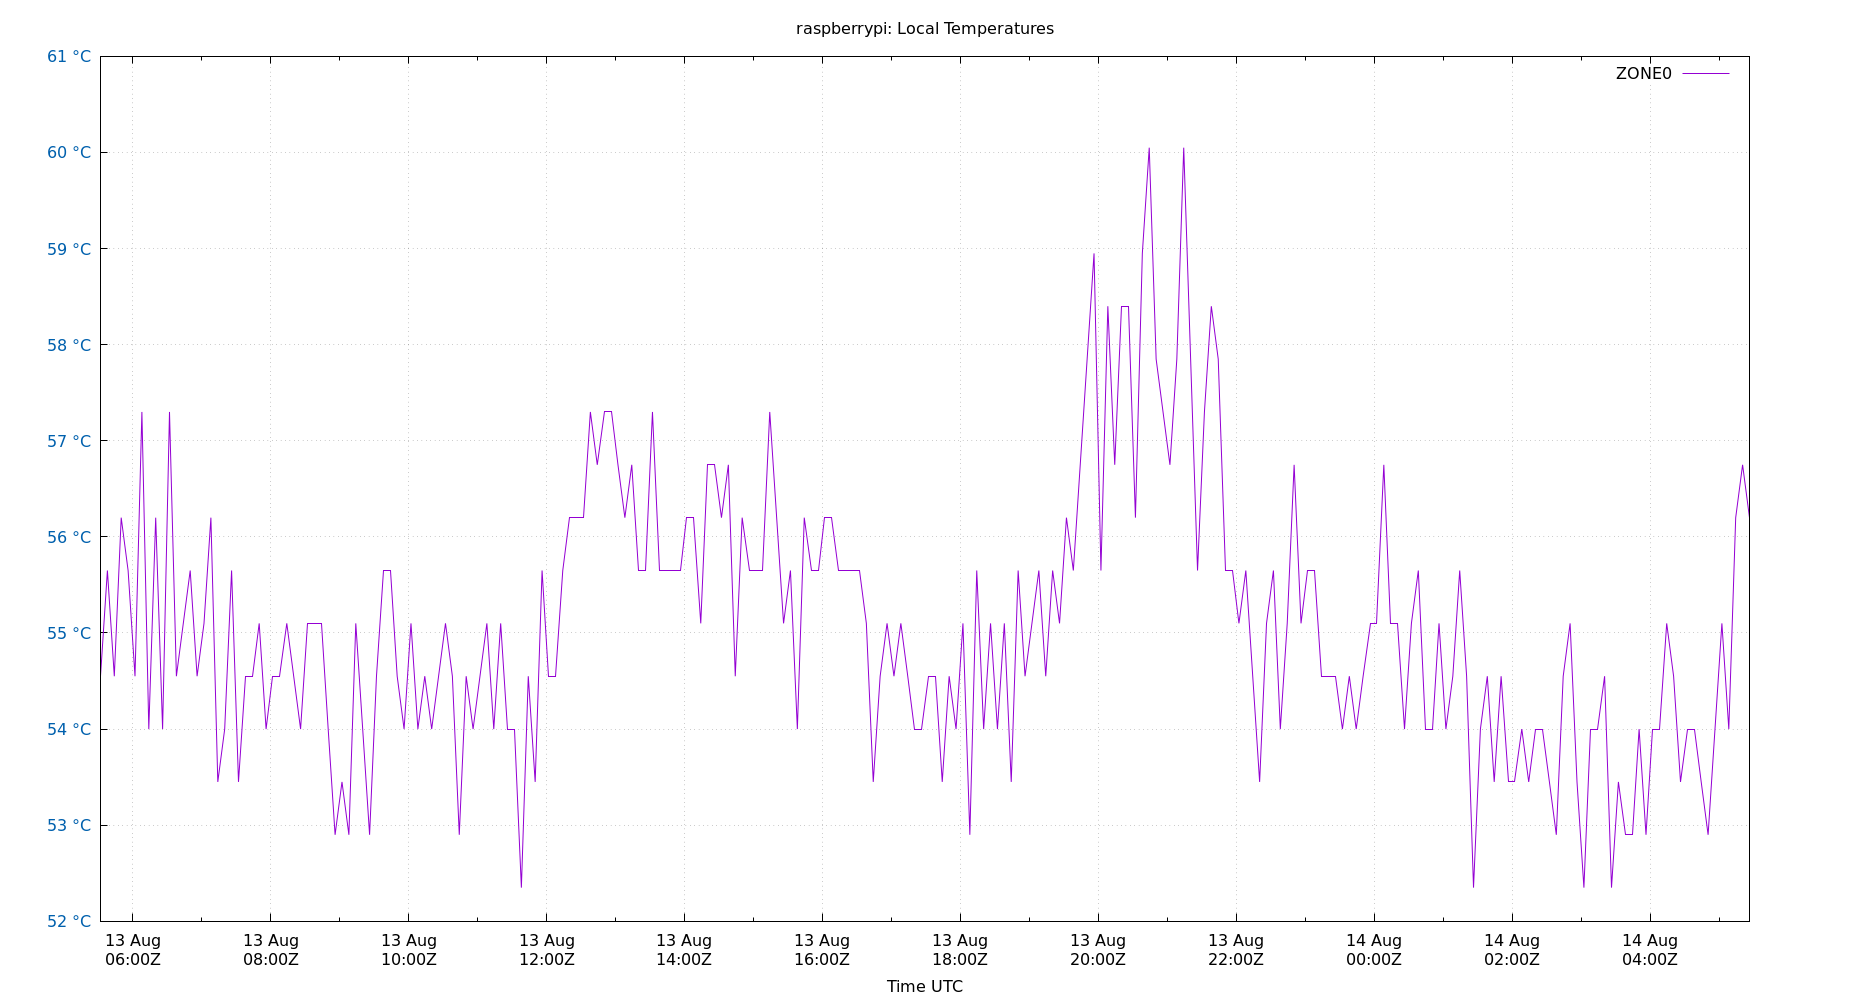 raspberrypi: Local Temperatures
61 °C
ZONE0
60 °C
59 °C
58 °C
57 °C
56 °C
55 °C
54 °C
53 °C
52 °C
13 Aug 13 Aug 13 Aug 13 Aug 13 Aug 13 Aug 13 Aug 13 Aug 13 Aug 14 Aug 14 Aug 14 Aug
06:00Z 08:00Z 10:00Z 12:00Z 14:00Z 16:00Z 18:00Z 20:00Z 22:00Z 00:00Z 02:00Z 04:00Z
Time UTC